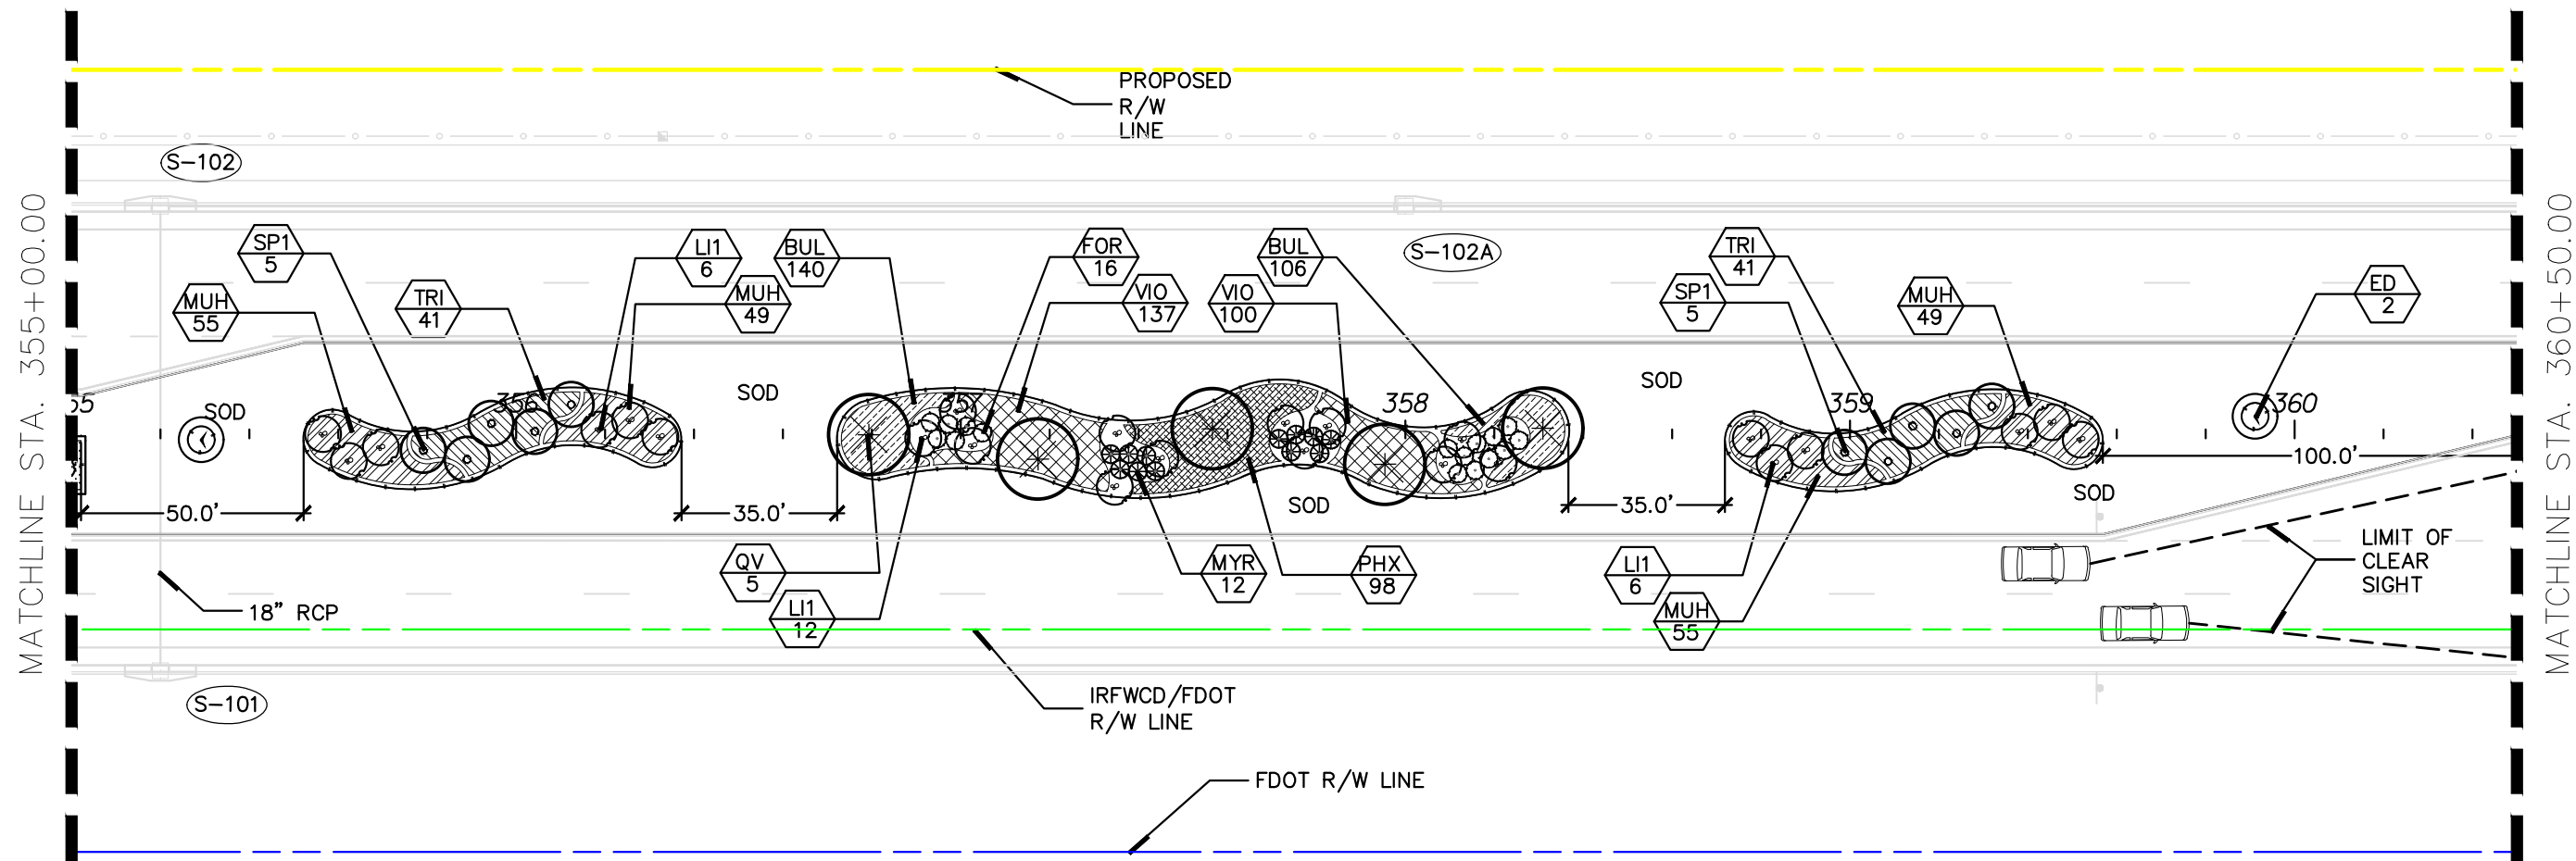 PROPOSED
R/W
LINE
S-102
MATCHLINE STA. 355+00.00
MATCHLINE STA. 360+50.00
SP1
5
LI1
6
BUL
140
FOR
16
BUL
106
S-102A
TRI
41
MUH
55
TRI
41
MUH
49
VIO
137
VIO
100
SP1
5
MUH
49
ED
2
SOD
SOD
SOD
356
357
358
359
360
50.0'
35.0'
SOD
35.0'
SOD
100.0'
QV
5
LI1
12
MYR
12
PHX
98
LI1
6
MUH
55
LIMIT OF
CLEAR
SIGHT
18" RCP
S-101
IRFWCD/FDOT
R/W LINE
FDOT R/W LINE